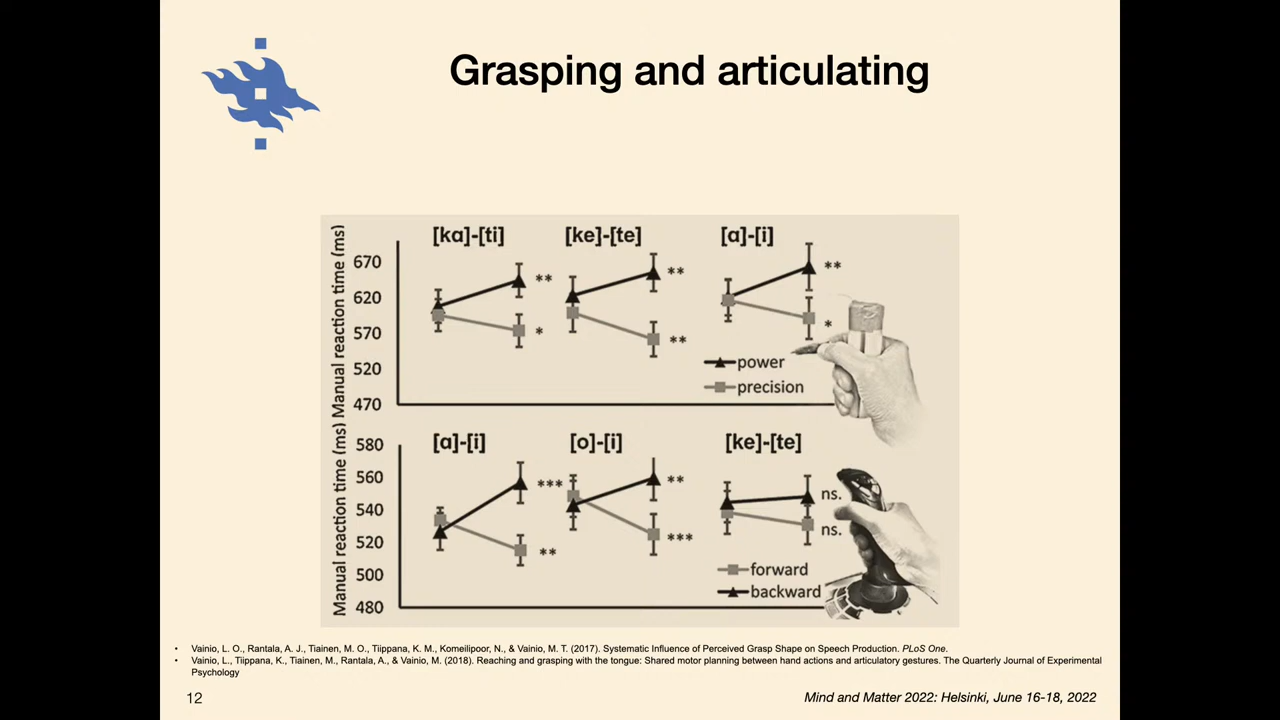 Grasping and articulating
Manual reaction time (ms)
[kɑ]-[ti] [ke]-[te] [ɑ]-[i]
670
620
570
520
470
** ** **
* ** *
power
precision
Manual reaction time (ms)
[ɑ]-[i] [o]-[i] [ke]-[te]
580
560
540
520
500
480
*** ** ns.
** *** ns.
forward
backward
• Vainio, L. O., Rantala, A. J., Tiainen, M. O., Tiippana, K. M., Komeilipoor, N., & Vainio, M. T. (2017). Systematic Influence of Perceived Grasp Shape on Speech Production. PLoS One.
• Vainio, L., Tiippana, K., Tiainen, M., Rantala, A., & Vainio, M. (2018). Reaching and grasping with the tongue: Shared motor planning between hand actions and articulatory gestures. The Quarterly Journal of Experimental
Psychology
12
Mind and Matter 2022: Helsinki, June 16-18, 2022